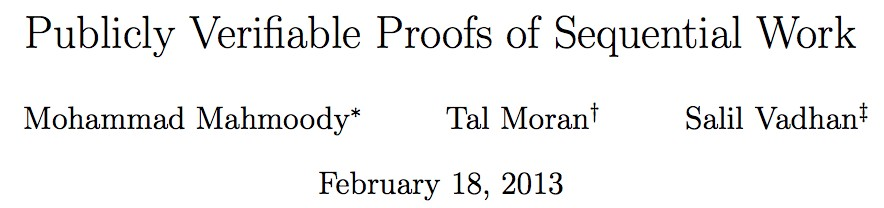 Publicly Verifiable Proofs of Sequential Work
Mohammad Mahmoody* Tal Moran† Salil Vadhan‡
February 18, 2013